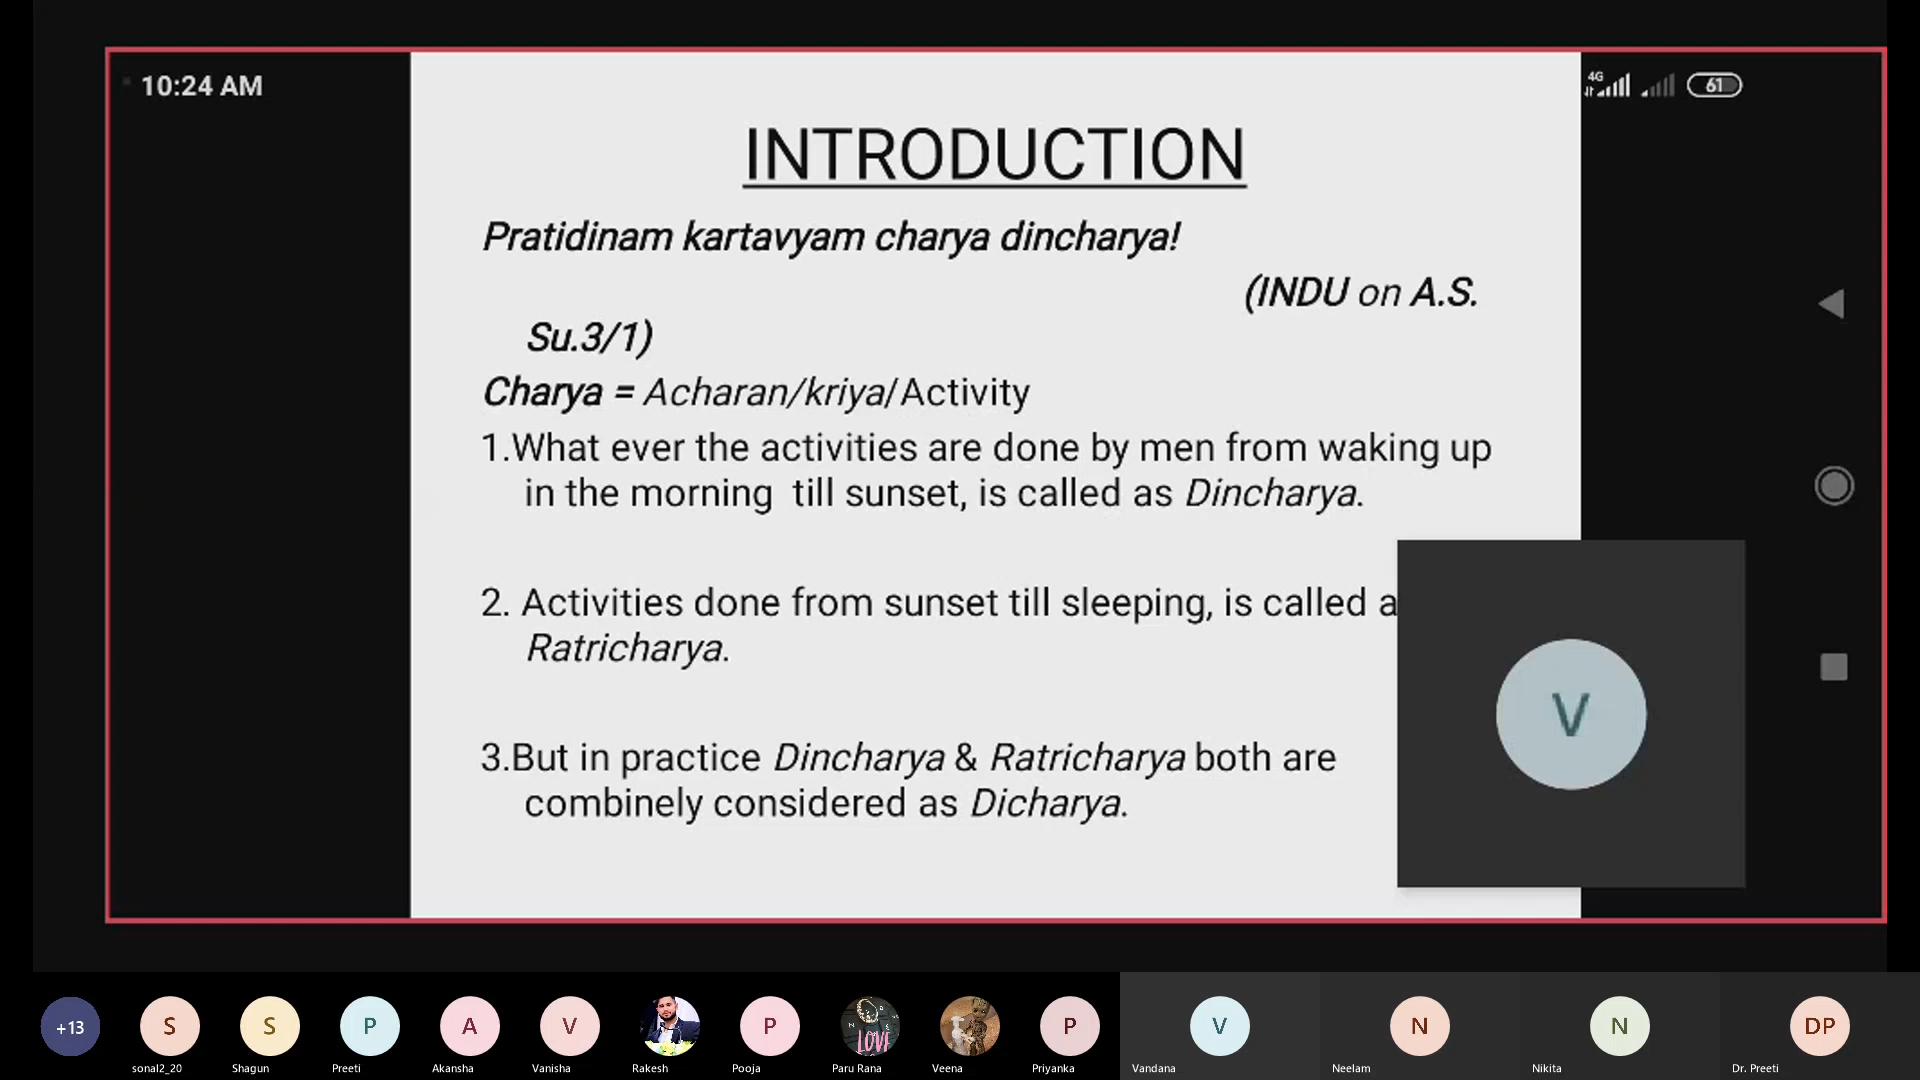 10:24 AM
4G
61
INTRODUCTION
Pratidinam kartavyam charya dincharya!
(INDU on A.S.
Su.3/1)
Charya = Acharan/kriya/Activity
1.What ever the activities are done by men from waking up
in the morning till sunset, is called as Dincharya.
2. Activities done from sunset till sleeping, is called a
Ratricharya.
3.But in practice Dincharya & Ratricharya both are
combinely considered as Dicharya.
V
+13 S S P A V P LOVE P V N N DP
sonal2_20 Shagun Preeti Akansha Vanisha Rakesh Pooja Paru Rana Veena Priyanka Vandana Neelam Nikita Dr. Preeti